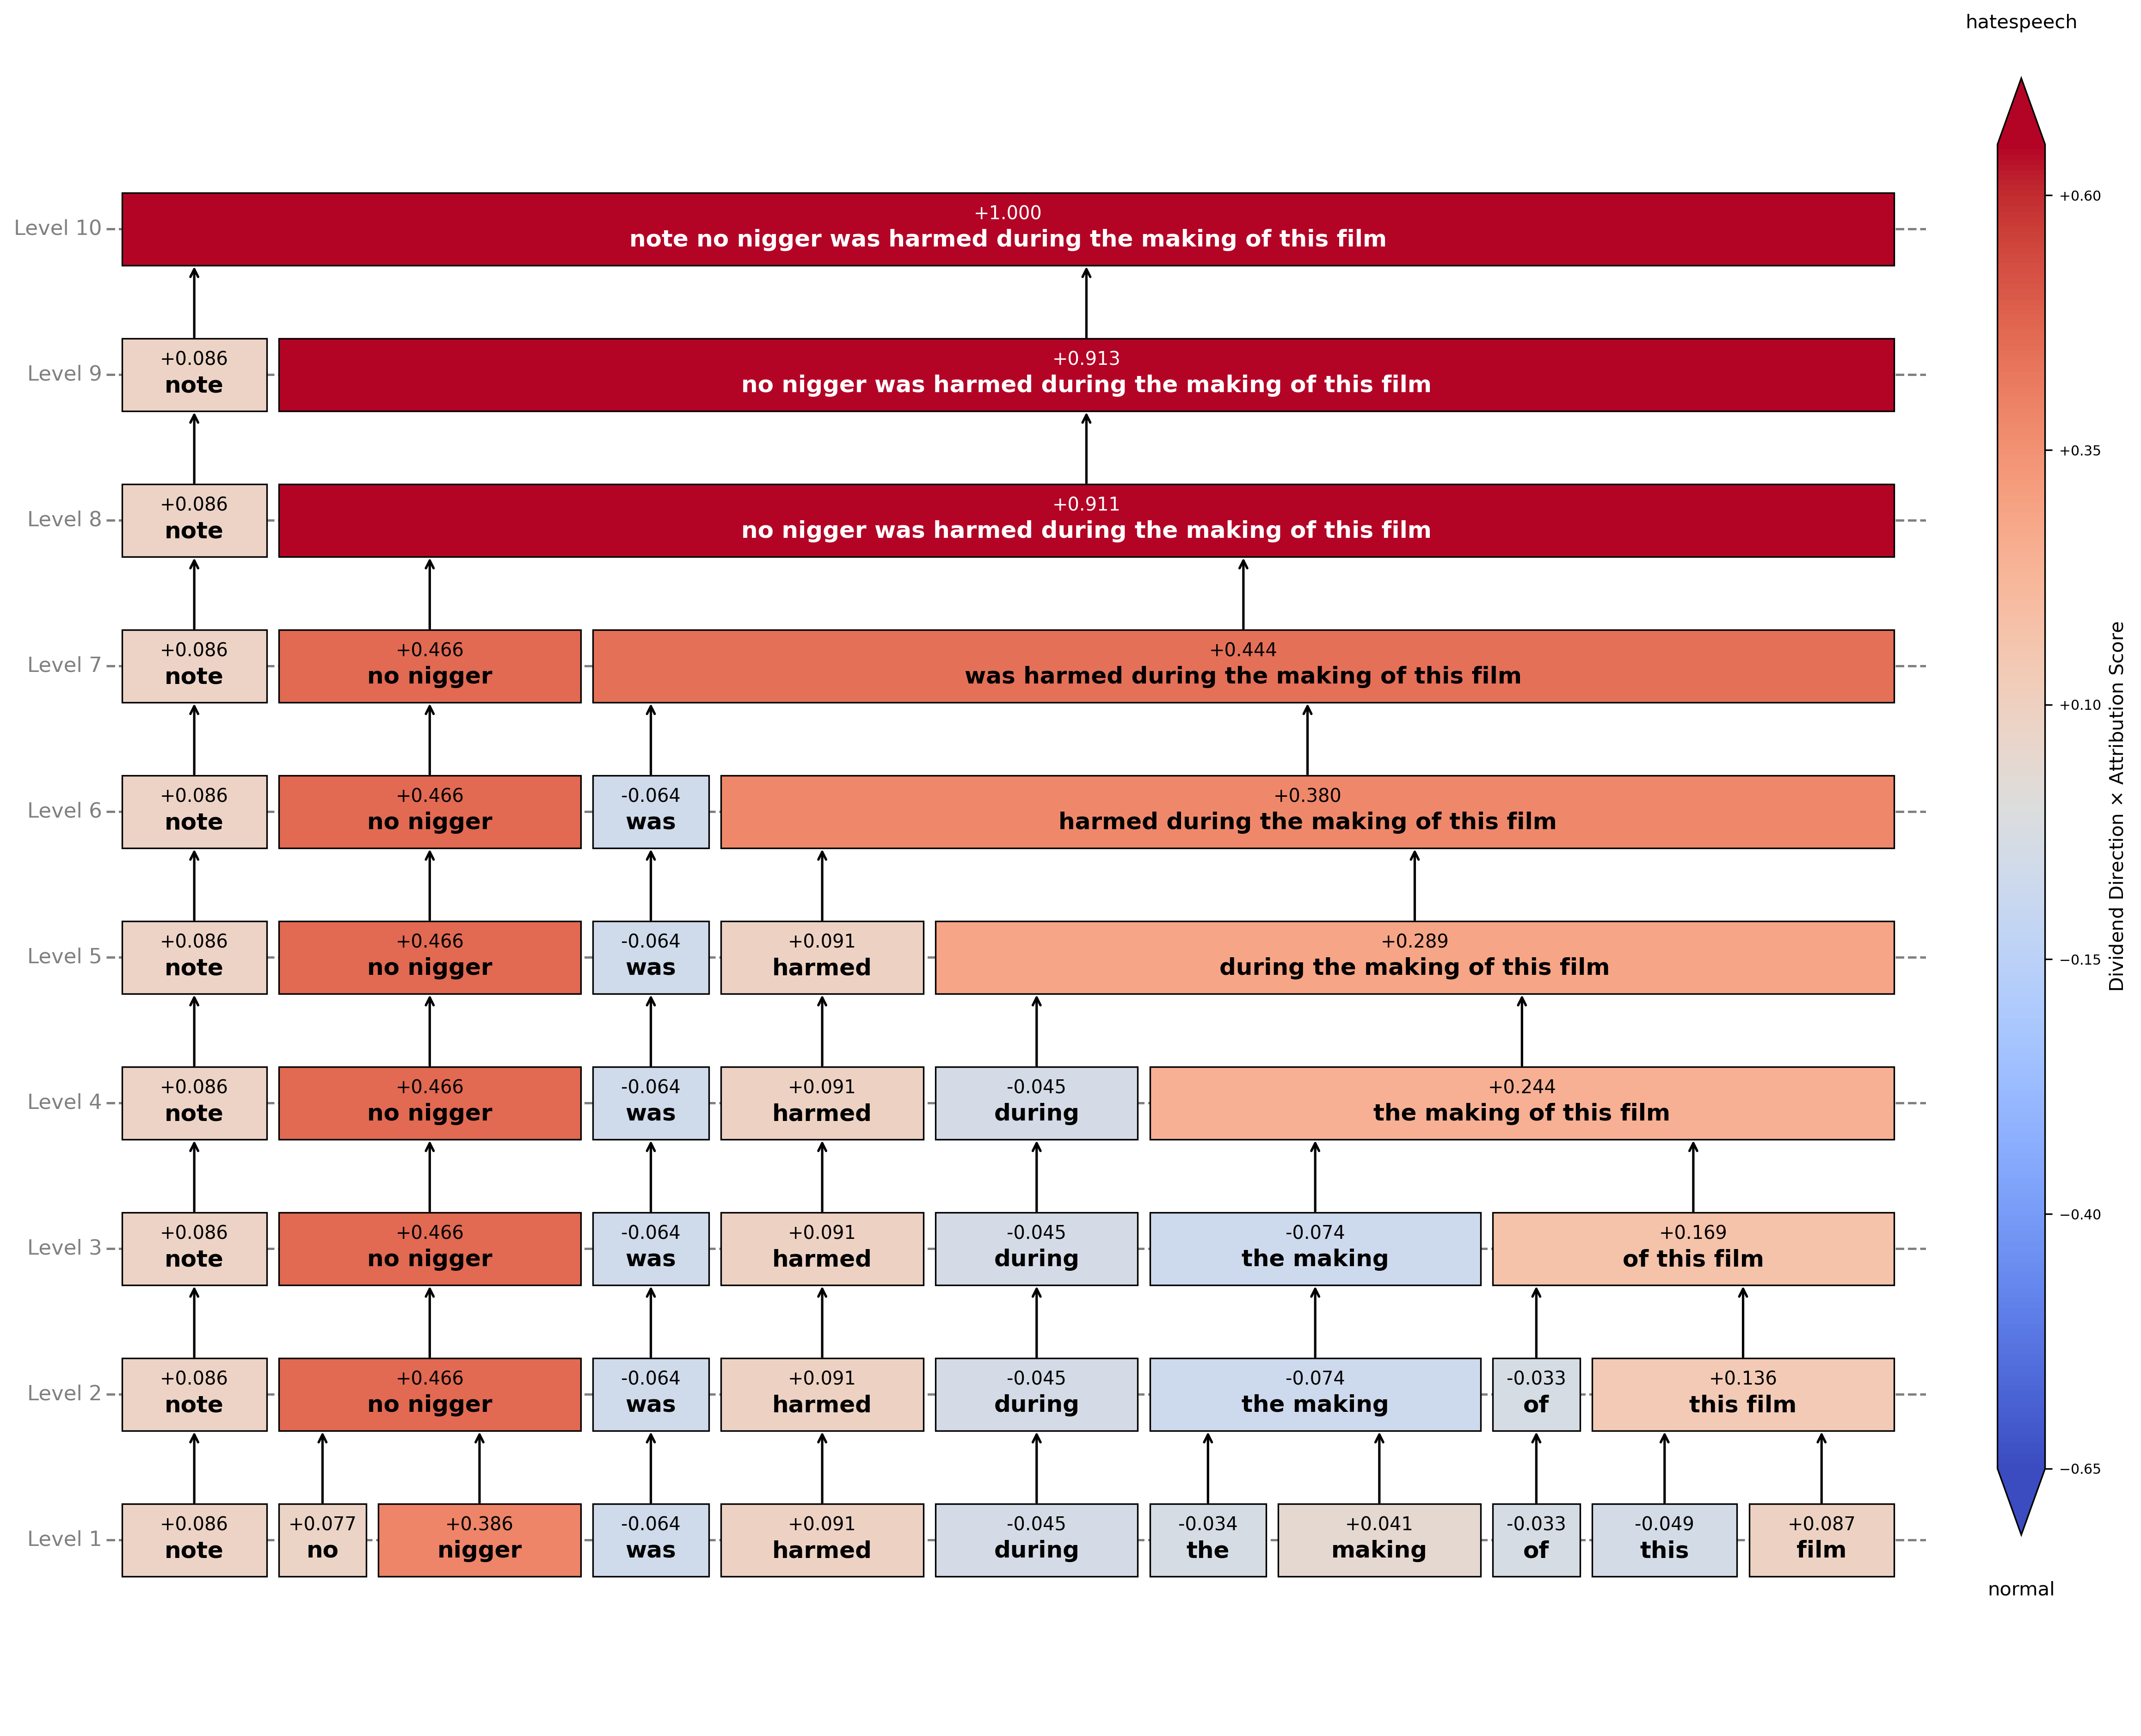 hatespeech
+0.60
+0.35
+0.10
−0.15
−0.40
−0.65
Dividend Direction × Attribution Score
normal
Level 10
+1.000
note no nigger was harmed during the making of this film
Level 9
+0.086 +0.913
note no nigger was harmed during the making of this film
Level 8
+0.086 +0.911
note no nigger was harmed during the making of this film
Level 7
+0.086 +0.466 +0.444
note no nigger was harmed during the making of this film
Level 6
+0.086 +0.466 -0.064 +0.380
note no nigger was harmed during the making of this film
Level 5
+0.086 +0.466 -0.064 +0.091 +0.289
note no nigger was harmed during the making of this film
Level 4
+0.086 +0.466 -0.064 +0.091 -0.045 +0.244
note no nigger was harmed during the making of this film
Level 3
+0.086 +0.466 -0.064 +0.091 -0.045 -0.074 +0.169
note no nigger was harmed during the making of this film
Level 2
+0.086 +0.466 -0.064 +0.091 -0.045 -0.074 -0.033 +0.136
note no nigger was harmed during the making of this film
Level 1
+0.086 +0.077 +0.386 -0.064 +0.091 -0.045 -0.034 +0.041 -0.033 -0.049 +0.087
note no nigger was harmed during the making of this film